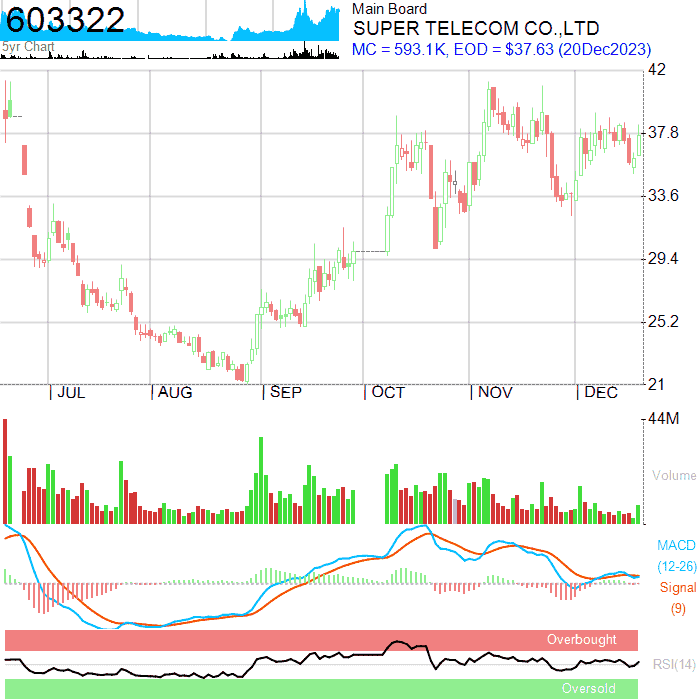 603322
Main Board
SUPER TELECOM CO.,LTD
MC = 593.1K, EOD = $37.63 (20Dec2023)
5yr Chart
42
37.8
33.6
29.4
25.2
21
JUL AUG SEP OCT NOV DEC
44M
Volume
MACD
(12-26)
Signal
(9)
Overbought
RSI(14)
Oversold